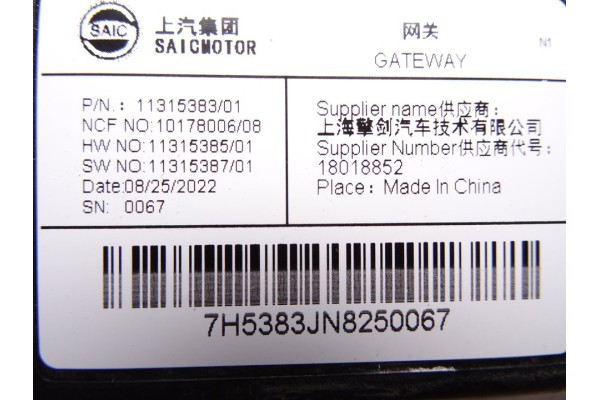 SAIC
上汽集团
SAICMOTOR
网关
GATEWAY
N1
P/N.： 11315383/01
NCF NO:10178006/08
HW NO:11315385/01
SW NO:11315387/01
Date:08/25/2022
SN: 0067
Supplier name供应商：
上海擎剑汽车技术有限公司
Supplier Number供应商代号：
18018852
Place：Made In China
7H5383JN8250067